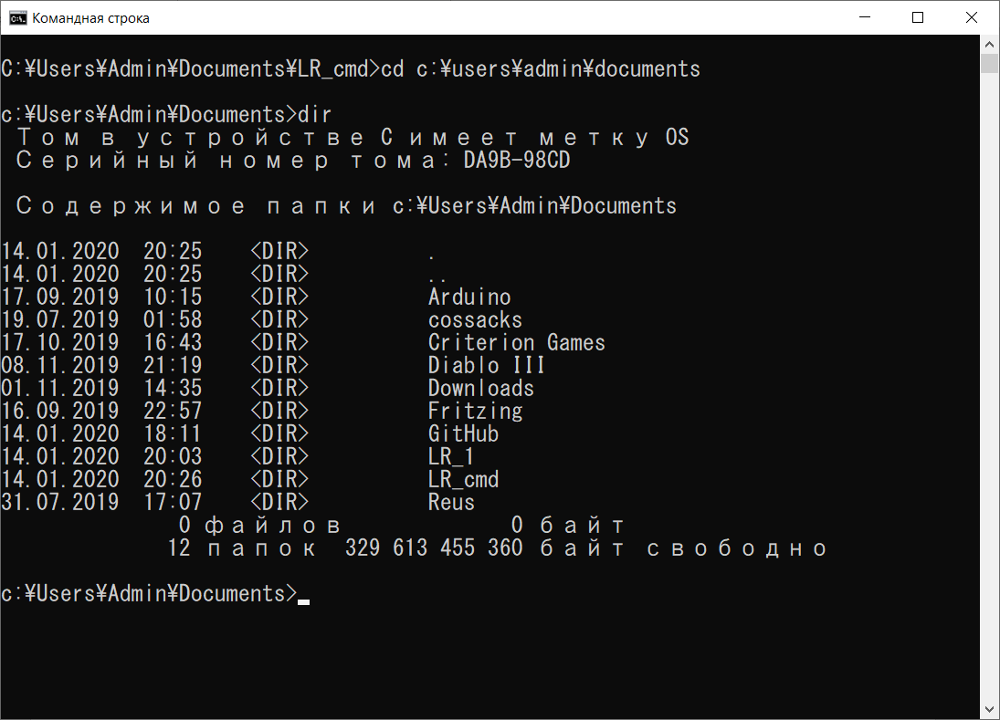 Командная строка
C:¥Users¥Admin¥Documents¥LR_cmd>cd c:¥users¥admin¥documents
c:¥Users¥Admin¥Documents>dir
Том в устройстве C имеет метку OS
Серийный номер тома: DA9B-98CD
Содержимое папки c:¥Users¥Admin¥Documents
14.01.2020  20:25    <DIR>          .
14.01.2020  20:25    <DIR>          ..
17.09.2019  10:15    <DIR>          Arduino
19.07.2019  01:58    <DIR>          cossacks
17.10.2019  16:43    <DIR>          Criterion Games
08.11.2019  21:19    <DIR>          Diablo III
01.11.2019  14:35    <DIR>          Downloads
16.09.2019  22:57    <DIR>          Fritzing
14.01.2020  18:11    <DIR>          GitHub
14.01.2020  20:03    <DIR>          LR_1
14.01.2020  20:26    <DIR>          LR_cmd
31.07.2019  17:07    <DIR>          Reus
0 файлов              0 байт
12 папок  329 613 455 360 байт свободно
c:¥Users¥Admin¥Documents>